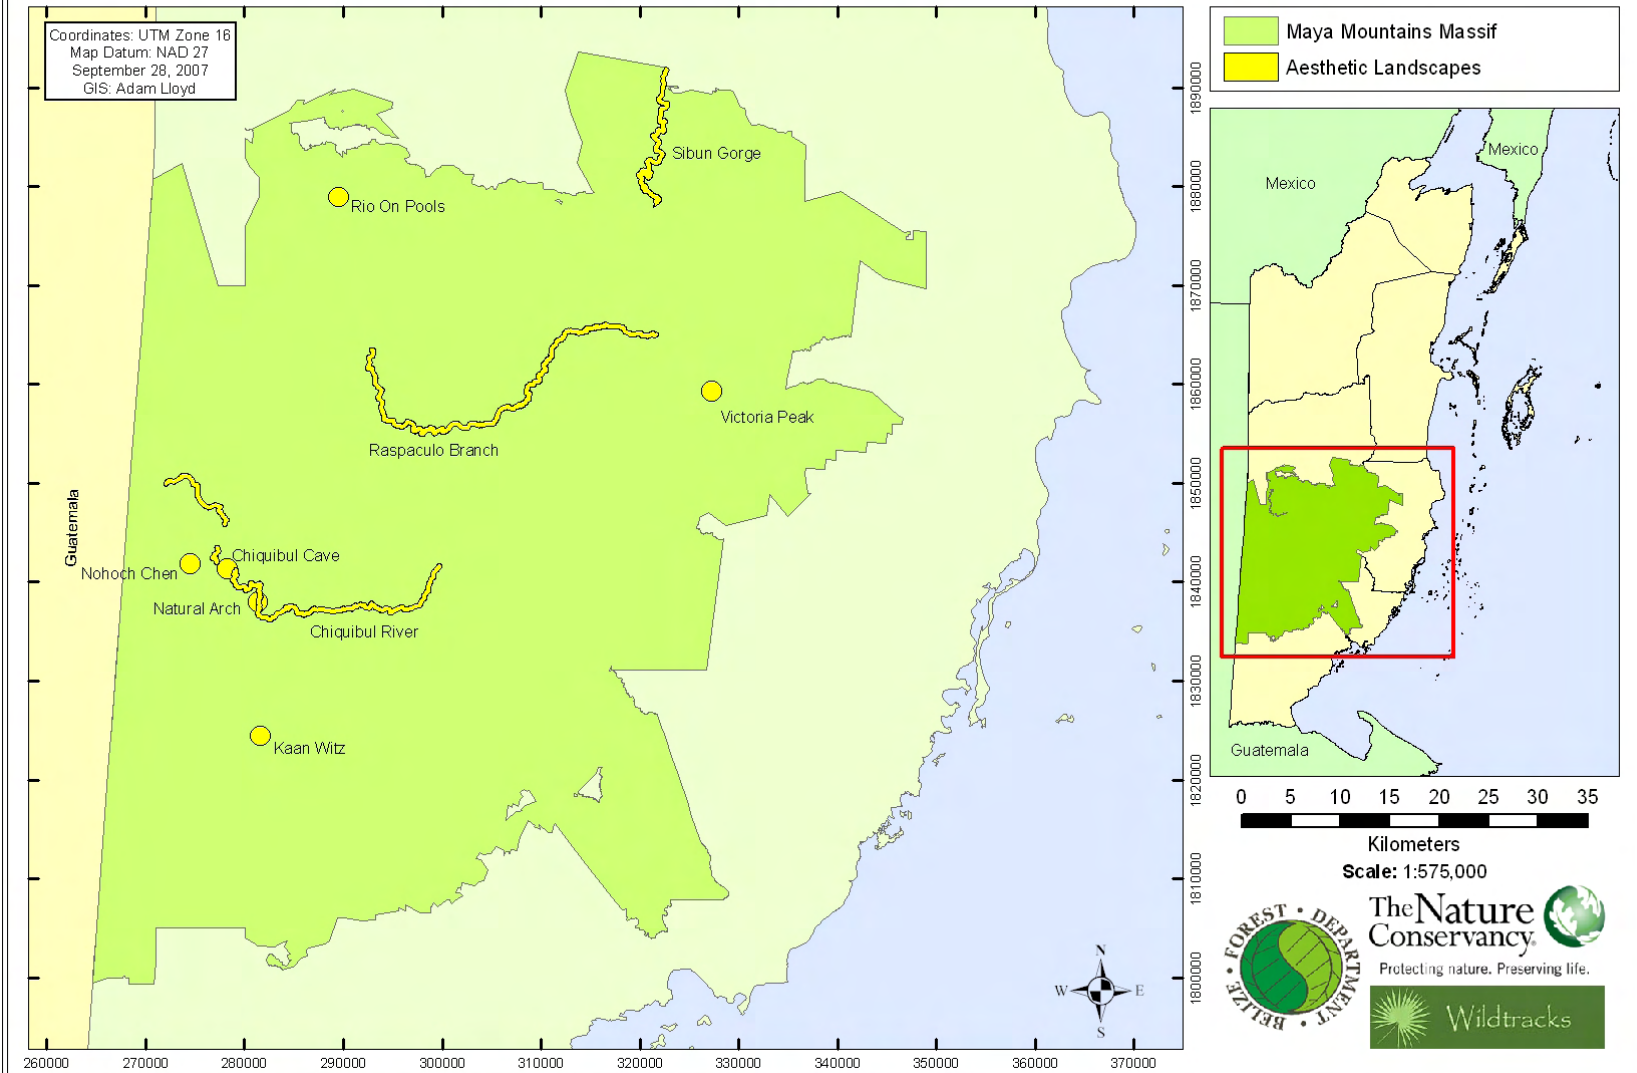 Coordinates: UTM Zone 16
Map Datum: NAD 27
September 28, 2007
GIS: Adam Lloyd
Sibun Gorge
Rio On Pools
Victoria Peak
Raspaculo Branch
Guatemala
Chiquibul Cave
Nohoch Chen
Natural Arch
Chiquibul River
Kaan Witz
N
W E
S
1890000
1880000
1870000
1860000
1850000
1840000
1830000
1820000
1810000
1800000
260000 270000 280000 290000 300000 310000 320000 330000 340000 350000 360000 370000
Maya Mountains Massif
Aesthetic Landscapes
Mexico
Mexico
Guatemala
0 5 10 15 20 25 30 35
Kilometers
Scale: 1:575,000
BELIZE • FOREST • DEPARTMENT •
The Nature
Conservancy
Protecting nature. Preserving life.
Wildtracks